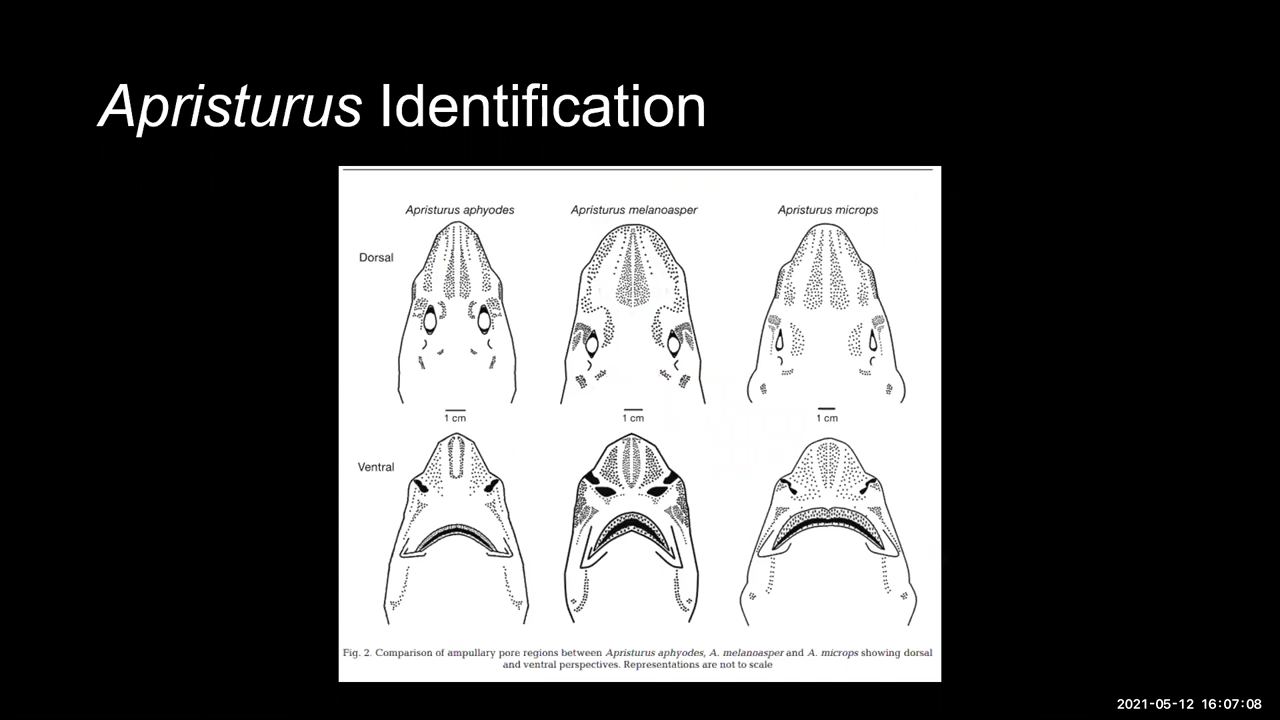 Apristurus Identification
Apristurus aphyodes
Apristurus melanoasper
Apristurus microps
Dorsal
1 cm
1 cm
1 cm
Ventral
Fig. 2. Comparison of ampullary pore regions between Apristurus aphyodes, A. melanoasper and A. microps showing dorsal
and ventral perspectives. Representations are not to scale
2021-05-12 16:07:08